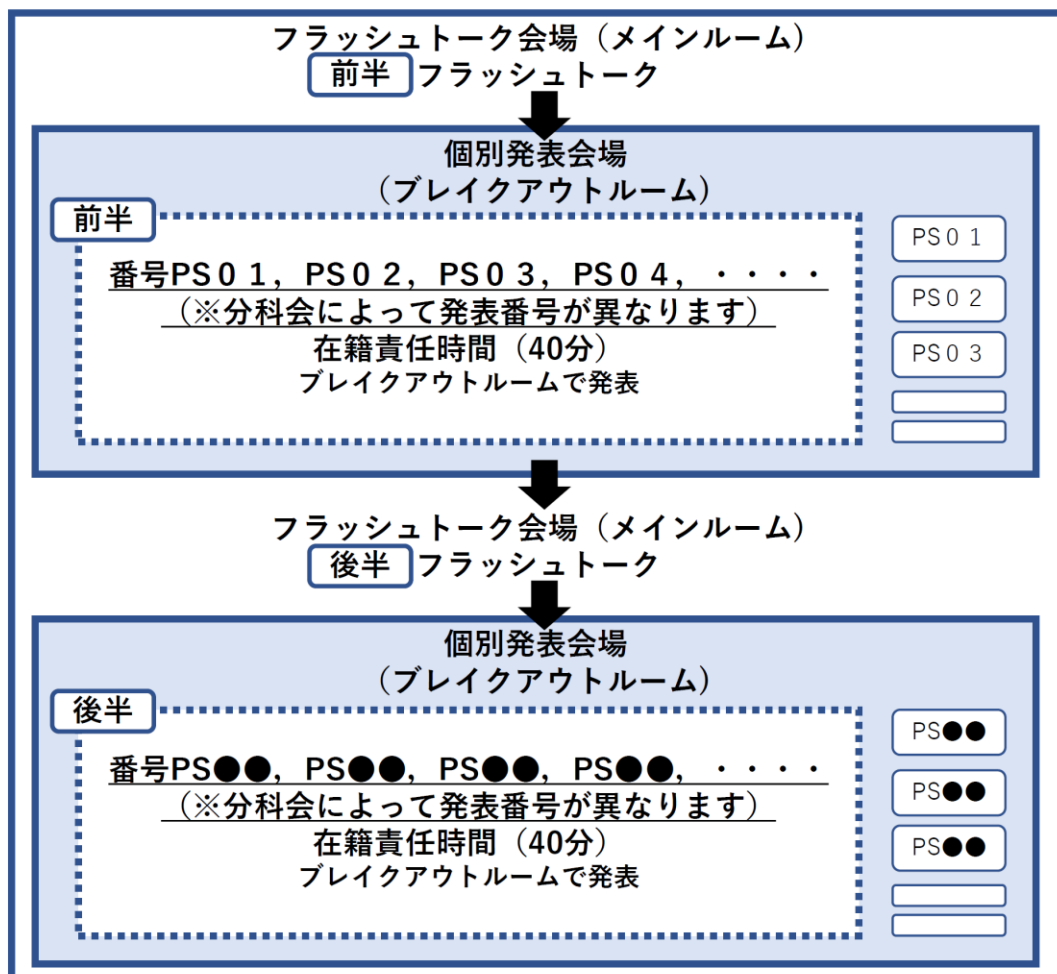 フラッシュトーク会場（メインルーム）
前半 フラッシュトーク
個別発表会場
（ブレイクアウトルーム）
前半
番号PS０１，PS０２，PS０３，PS０４，・・・・
（※分科会によって発表番号が異なります）
在籍責任時間（40分）
ブレイクアウトルームで発表
PS０１
PS０２
PS０３
フラッシュトーク会場（メインルーム）
後半 フラッシュトーク
個別発表会場
（ブレイクアウトルーム）
後半
番号PS●●，PS●●，PS●●，PS●●，・・・・
（※分科会によって発表番号が異なります）
在籍責任時間（40分）
ブレイクアウトルームで発表
PS●●
PS●●
PS●●